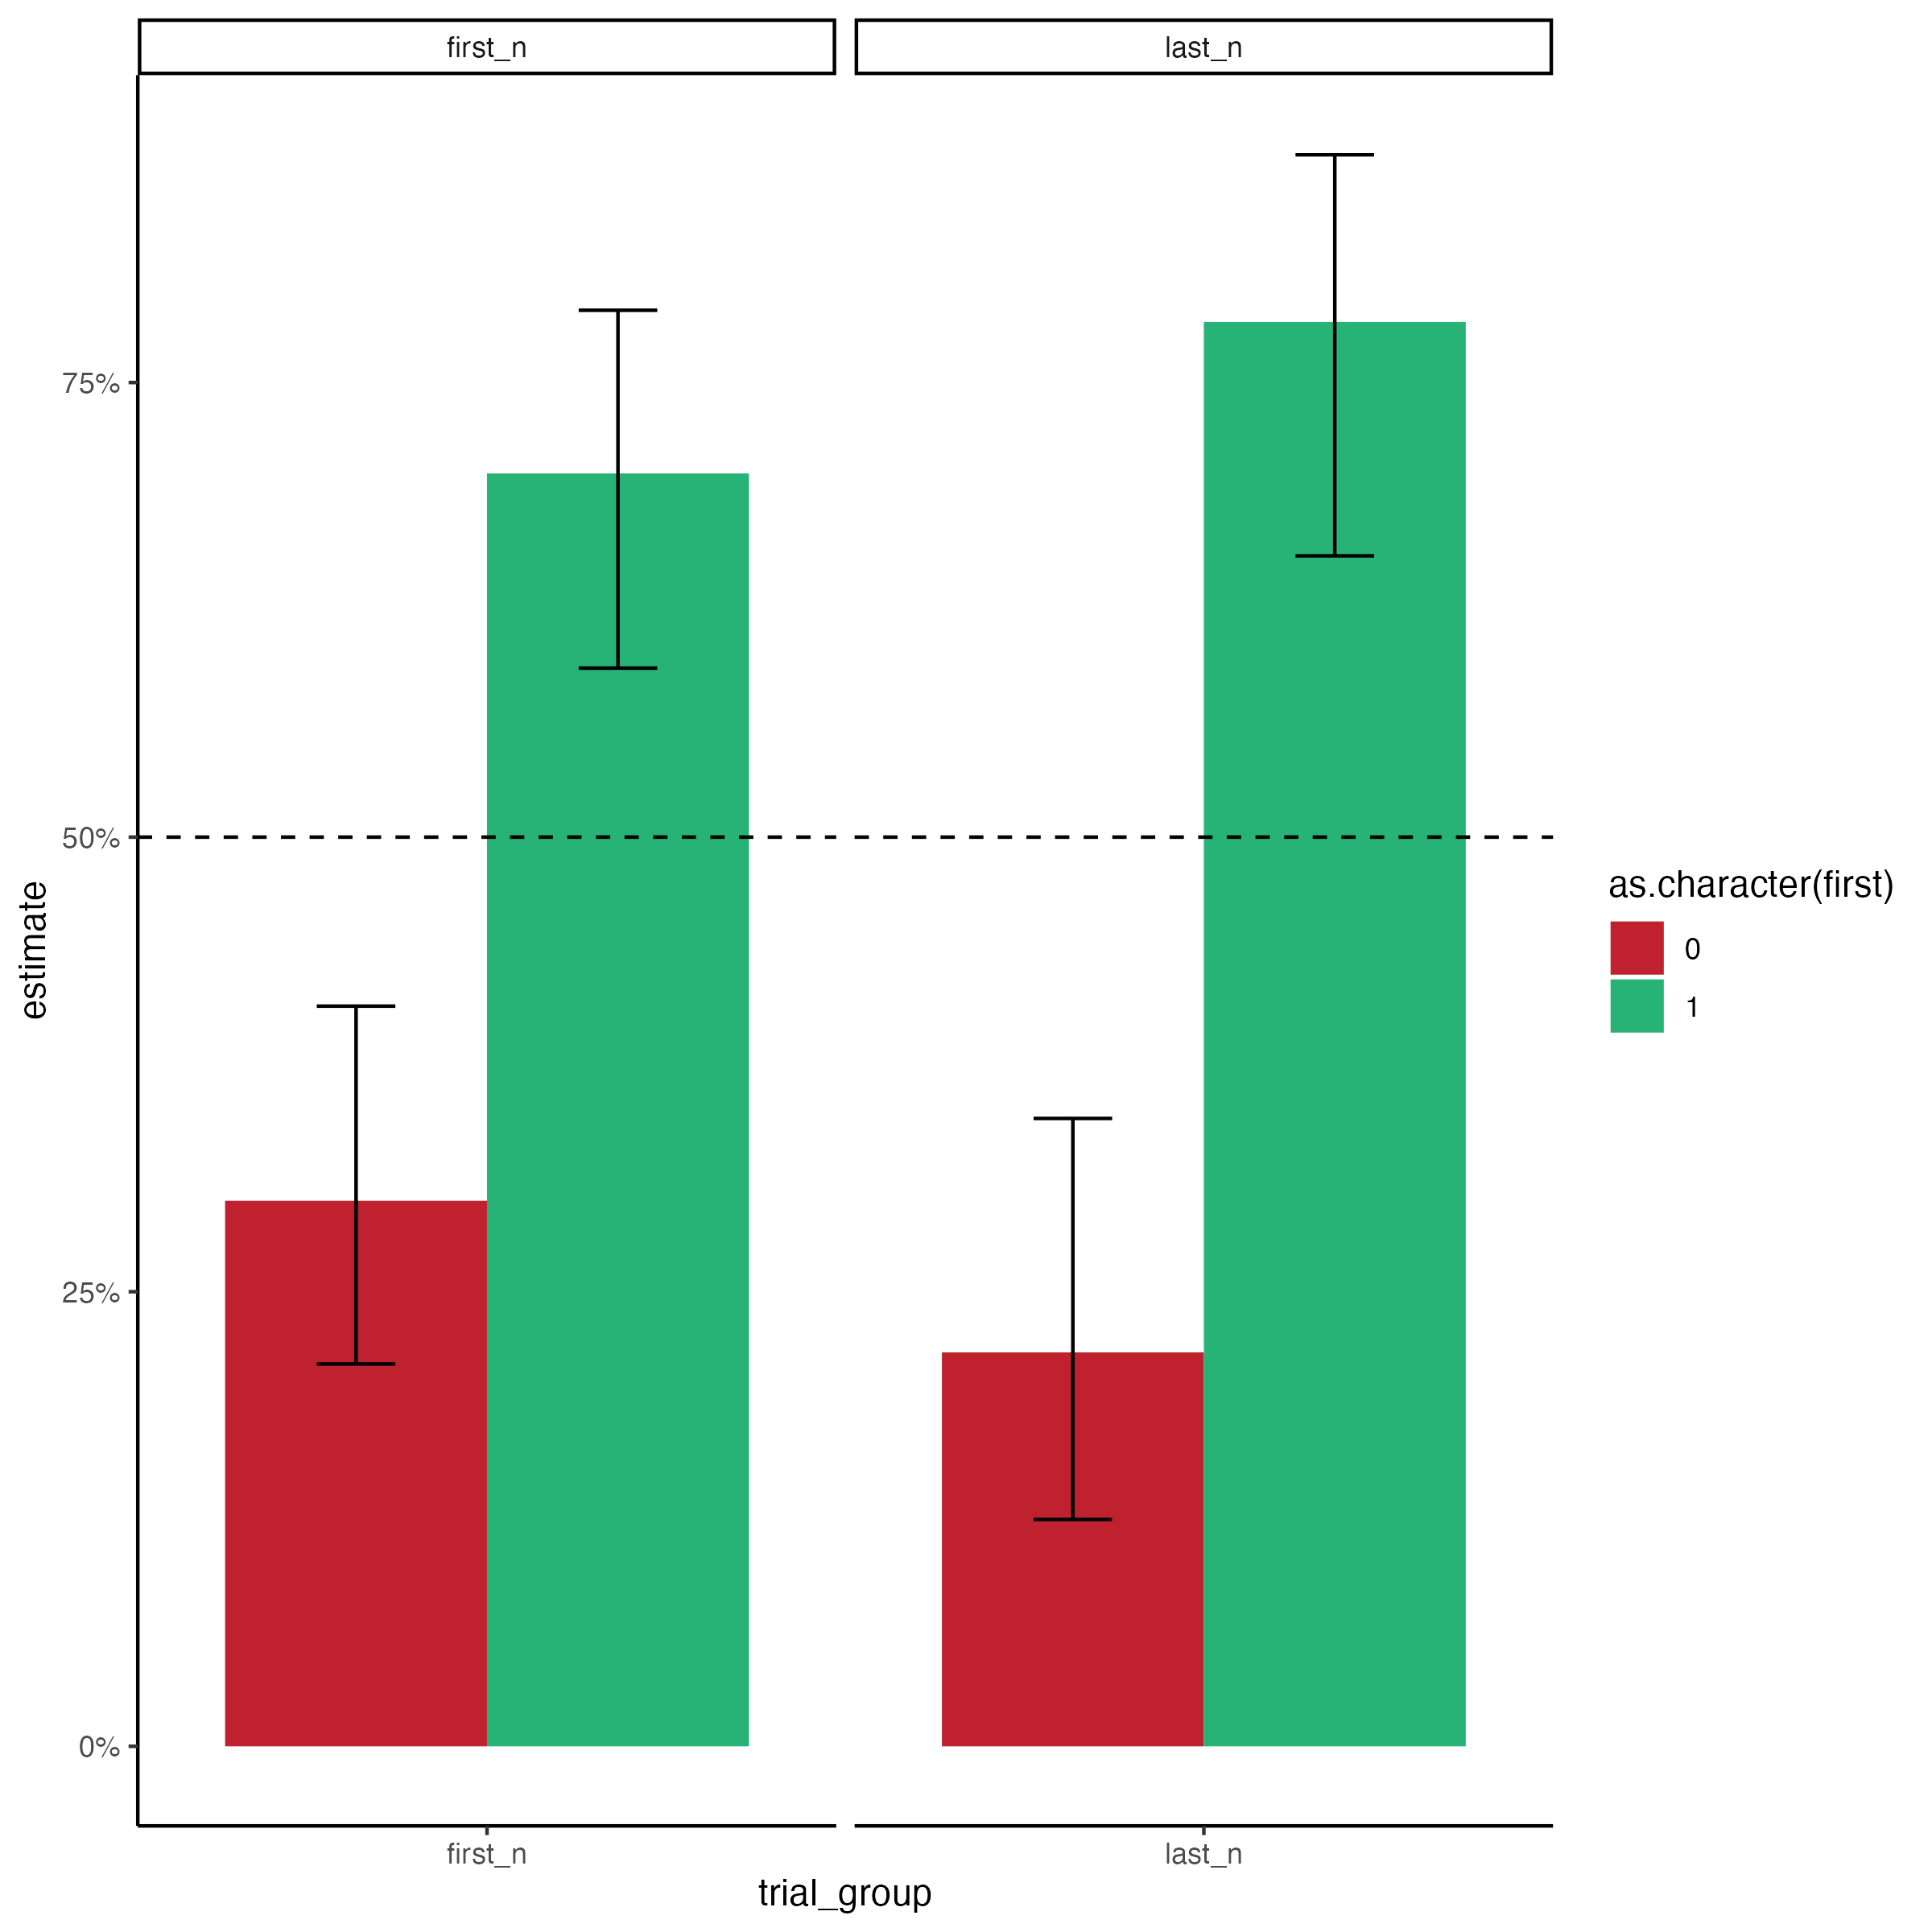 first_n
last_n
75%
50%
25%
0%
estimate
first_n
last_n
trial_group
as.character(first)
0
1